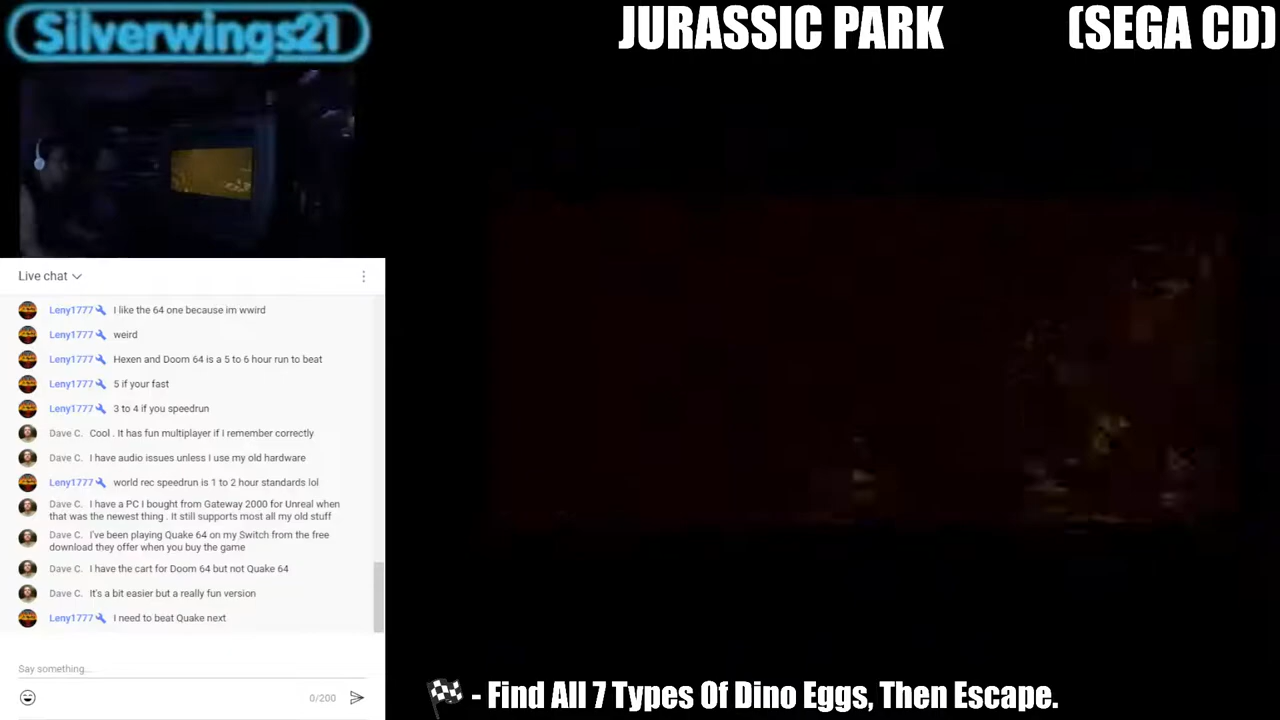 Silverwings21
JURASSIC PARK (SEGA CD)
Live chat
Leny1777 I like the 64 one because im wwird
Leny1777 weird
Leny1777 Hexen and Doom 64 is a 5 to 6 hour run to beat
Leny1777 5 if your fast
Leny1777 3 to 4 if you speedrun
Dave C. Cool . It has fun multiplayer if I remember correctly
Dave C. I have audio issues unless I use my old hardware
Leny1777 world rec speedrun is 1 to 2 hour standards lol
Dave C. I have a PC I bought from Gateway 2000 for Unreal when
that was the newest thing . It still supports most all my old stuff
Dave C. I've been playing Quake 64 on my Switch from the free
download they offer when you buy the game
Dave C. I have the cart for Doom 64 but not Quake 64
Dave C. It's a bit easier but a really fun version
Leny1777 I need to beat Quake next
Say something...
0/200
- Find All 7 Types Of Dino Eggs, Then Escape.